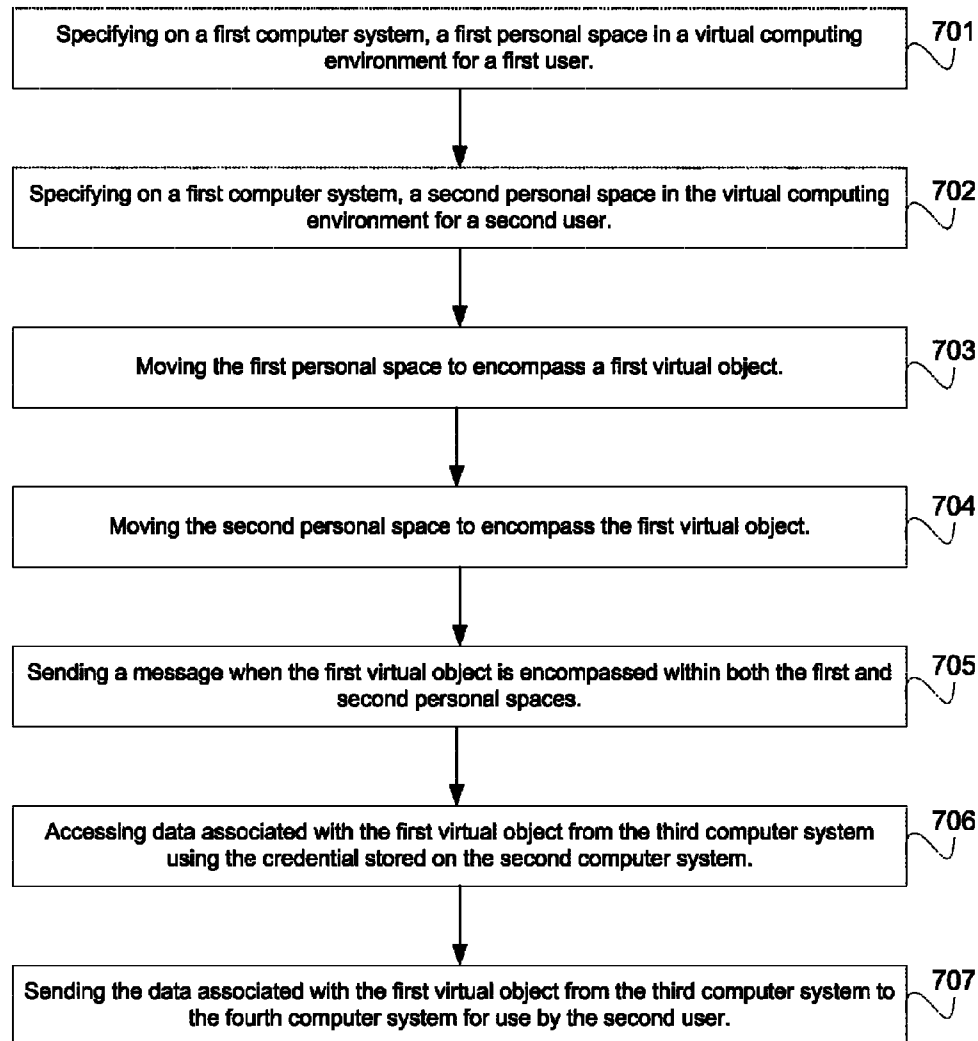 Specifying on a first computer system, a first personal space in a virtual computing
environment for a first user.
701
Specifying on a first computer system, a second personal space in the virtual computing
environment for a second user.
702
Moving the first personal space to encompass a first virtual object.
703
Moving the second personal space to encompass the first virtual object.
704
Sending a message when the first virtual object is encompassed within both the first and
second personal spaces.
705
Accessing data associated with the first virtual object from the third computer system
using the credential stored on the second computer system.
706
Sending the data associated with the first virtual object from the third computer system to
the fourth computer system for use by the second user.
707